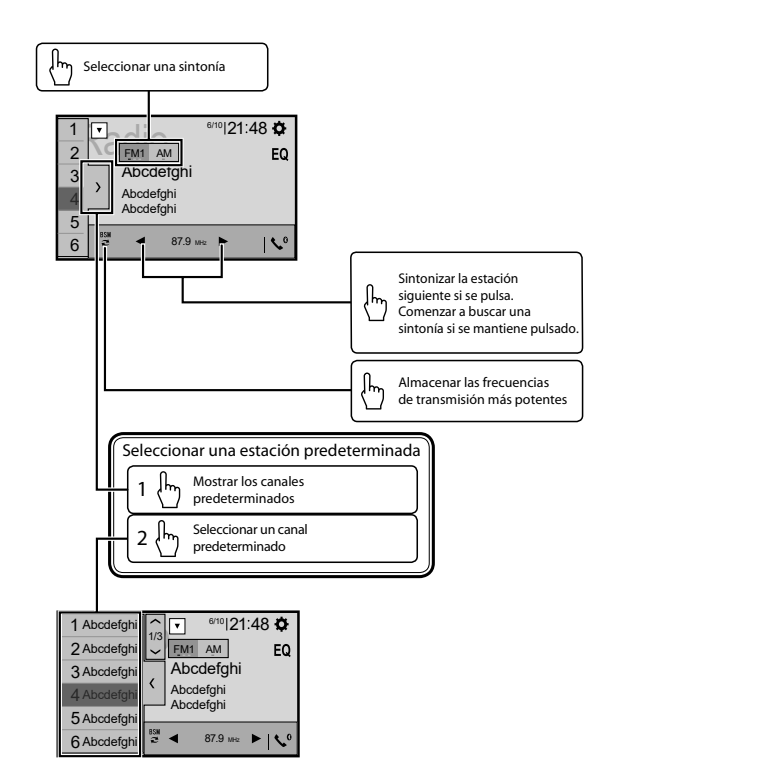 Seleccionar una sintonía
1
2
3
4
5
6
Radio
6/10 | 21:48
FM1 AM
EQ
Abcdefghi
Abcdefghi
Abcdefghi
BSM
87.9 MHz
0
Sintonizar la estación
siguiente si se pulsa.
Comenzar a buscar una
sintonía si se mantiene pulsado.
Almacenar las frecuencias
de transmisión más potentes
Seleccionar una estación predeterminada
1
Mostrar los canales
predeterminados
2
Seleccionar un canal
predeterminado
1 Abcdefghi
2 Abcdefghi
3 Abcdefghi
4 Abcdefghi
5 Abcdefghi
6 Abcdefghi
1/3
6/10 | 21:48
FM1 AM
EQ
Abcdefghi
Abcdefghi
Abcdefghi
BSM
87.9 MHz
0